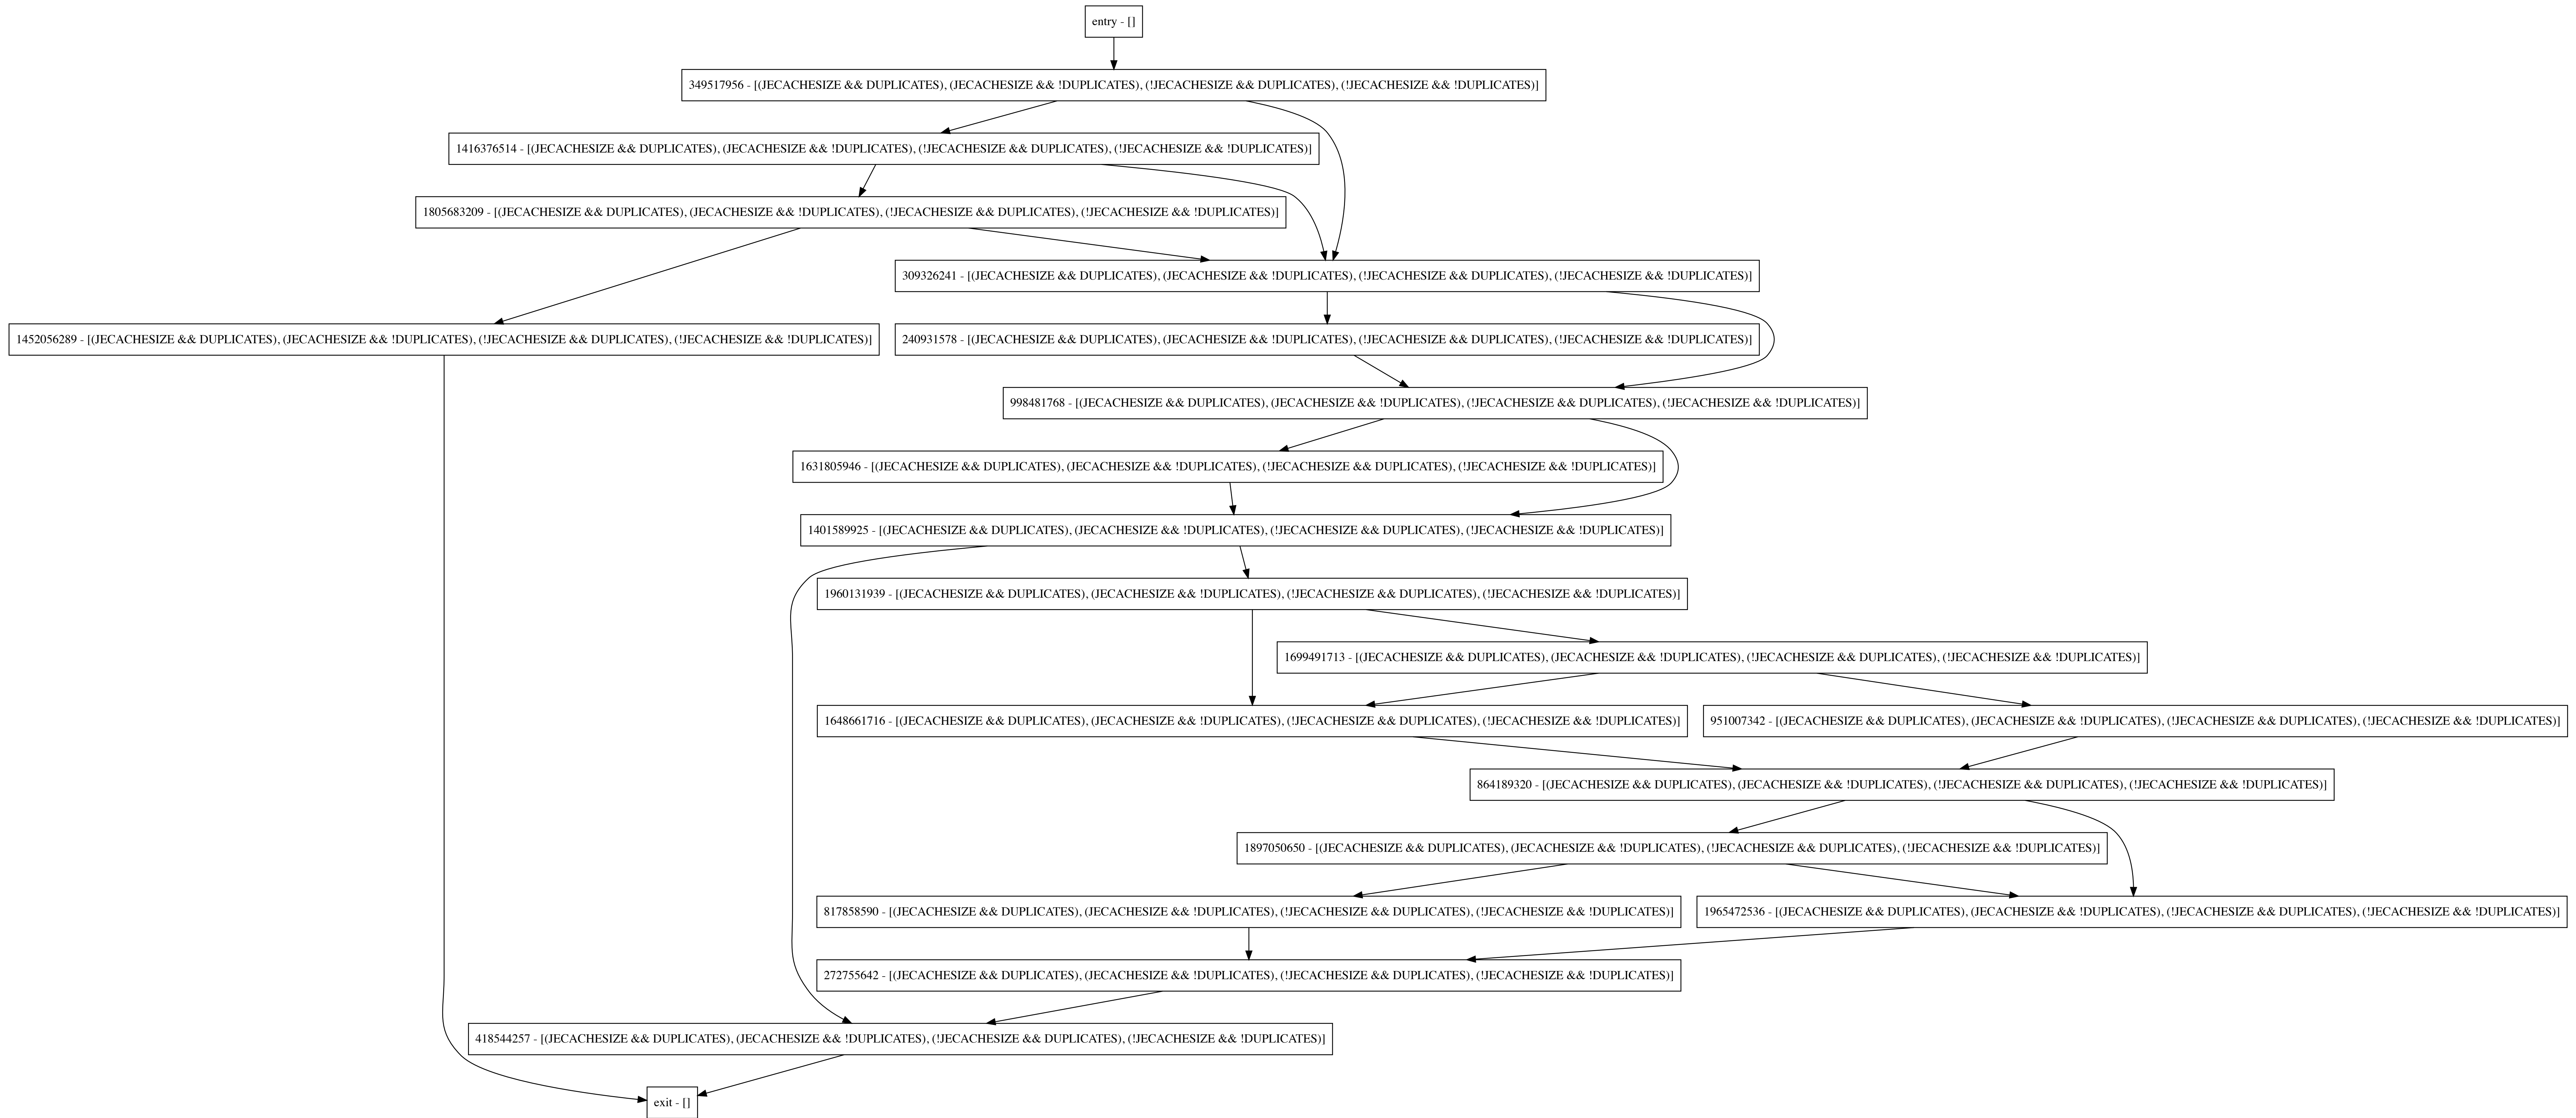 entry - []
349517956 - [(JECACHESIZE && DUPLICATES), (JECACHESIZE && !DUPLICATES), (!JECACHESIZE && DUPLICATES), (!JECACHESIZE && !DUPLICATES)]
1416376514 - [(JECACHESIZE && DUPLICATES), (JECACHESIZE && !DUPLICATES), (!JECACHESIZE && DUPLICATES), (!JECACHESIZE && !DUPLICATES)]
1805683209 - [(JECACHESIZE && DUPLICATES), (JECACHESIZE && !DUPLICATES), (!JECACHESIZE && DUPLICATES), (!JECACHESIZE && !DUPLICATES)]
309326241 - [(JECACHESIZE && DUPLICATES), (JECACHESIZE && !DUPLICATES), (!JECACHESIZE && DUPLICATES), (!JECACHESIZE && !DUPLICATES)]
1452056289 - [(JECACHESIZE && DUPLICATES), (JECACHESIZE && !DUPLICATES), (!JECACHESIZE && DUPLICATES), (!JECACHESIZE && !DUPLICATES)]
240931578 - [(JECACHESIZE && DUPLICATES), (JECACHESIZE && !DUPLICATES), (!JECACHESIZE && DUPLICATES), (!JECACHESIZE && !DUPLICATES)]
998481768 - [(JECACHESIZE && DUPLICATES), (JECACHESIZE && !DUPLICATES), (!JECACHESIZE && DUPLICATES), (!JECACHESIZE && !DUPLICATES)]
1631805946 - [(JECACHESIZE && DUPLICATES), (JECACHESIZE && !DUPLICATES), (!JECACHESIZE && DUPLICATES), (!JECACHESIZE && !DUPLICATES)]
1401589925 - [(JECACHESIZE && DUPLICATES), (JECACHESIZE && !DUPLICATES), (!JECACHESIZE && DUPLICATES), (!JECACHESIZE && !DUPLICATES)]
1960131939 - [(JECACHESIZE && DUPLICATES), (JECACHESIZE && !DUPLICATES), (!JECACHESIZE && DUPLICATES), (!JECACHESIZE && !DUPLICATES)]
1699491713 - [(JECACHESIZE && DUPLICATES), (JECACHESIZE && !DUPLICATES), (!JECACHESIZE && DUPLICATES), (!JECACHESIZE && !DUPLICATES)]
1648661716 - [(JECACHESIZE && DUPLICATES), (JECACHESIZE && !DUPLICATES), (!JECACHESIZE && DUPLICATES), (!JECACHESIZE && !DUPLICATES)]
951007342 - [(JECACHESIZE && DUPLICATES), (JECACHESIZE && !DUPLICATES), (!JECACHESIZE && DUPLICATES), (!JECACHESIZE && !DUPLICATES)]
864189320 - [(JECACHESIZE && DUPLICATES), (JECACHESIZE && !DUPLICATES), (!JECACHESIZE && DUPLICATES), (!JECACHESIZE && !DUPLICATES)]
1897050650 - [(JECACHESIZE && DUPLICATES), (JECACHESIZE && !DUPLICATES), (!JECACHESIZE && DUPLICATES), (!JECACHESIZE && !DUPLICATES)]
817858590 - [(JECACHESIZE && DUPLICATES), (JECACHESIZE && !DUPLICATES), (!JECACHESIZE && DUPLICATES), (!JECACHESIZE && !DUPLICATES)]
1965472536 - [(JECACHESIZE && DUPLICATES), (JECACHESIZE && !DUPLICATES), (!JECACHESIZE && DUPLICATES), (!JECACHESIZE && !DUPLICATES)]
272755642 - [(JECACHESIZE && DUPLICATES), (JECACHESIZE && !DUPLICATES), (!JECACHESIZE && DUPLICATES), (!JECACHESIZE && !DUPLICATES)]
418544257 - [(JECACHESIZE && DUPLICATES), (JECACHESIZE && !DUPLICATES), (!JECACHESIZE && DUPLICATES), (!JECACHESIZE && !DUPLICATES)]
exit - []